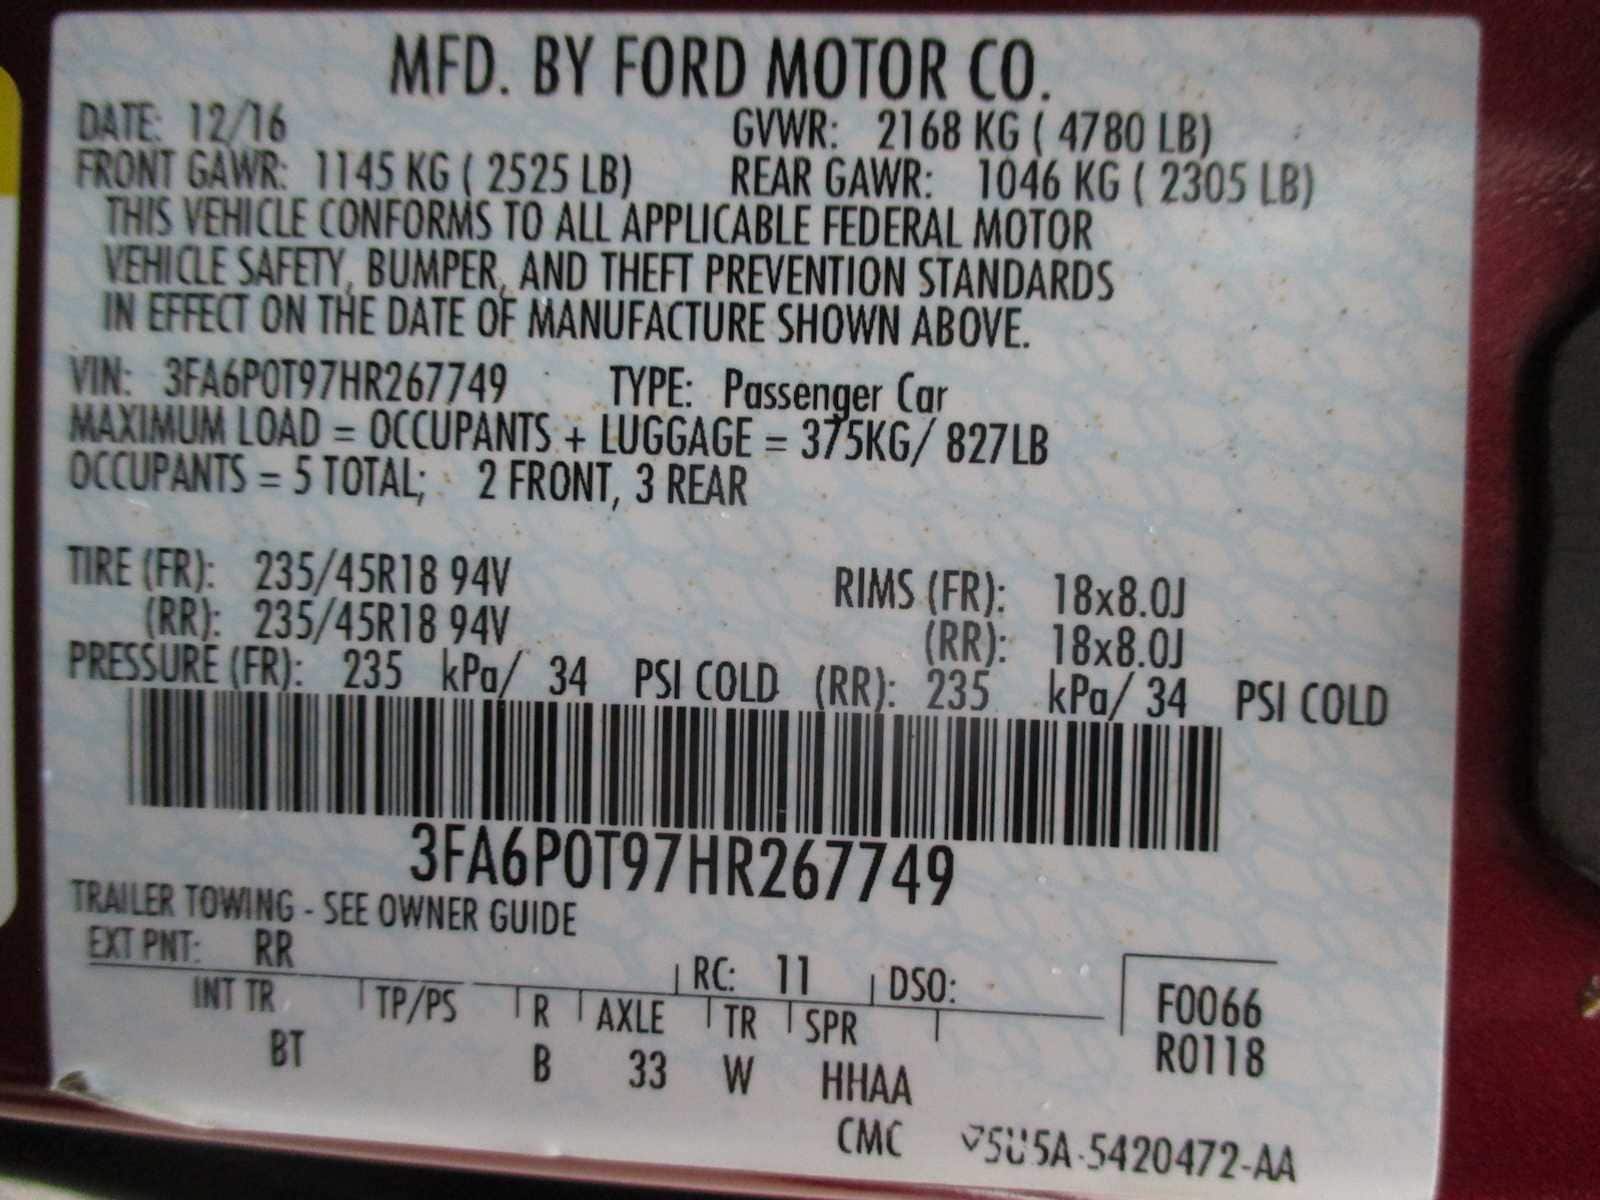 MFD. BY FORD MOTOR CO.
DATE: 12/16 GVWR: 2168 KG ( 4780 LB)
FRONT GAWR: 1145 KG ( 2525 LB) REAR GAWR: 1046 KG ( 2305 LB)
THIS VEHICLE CONFORMS TO ALL APPLICABLE FEDERAL MOTOR
VEHICLE SAFETY, BUMPER, AND THEFT PREVENTION STANDARDS
IN EFFECT ON THE DATE OF MANUFACTURE SHOWN ABOVE.
VIN: 3FA6P0T97HR267749 TYPE: Passenger Car
MAXIMUM LOAD = OCCUPANTS + LUGGAGE = 375KG/ 827LB
OCCUPANTS = 5 TOTAL; 2 FRONT, 3 REAR
TIRE (FR): 235/45R18 94V RIMS (FR): 18x8.0J
(RR): 235/45R18 94V (RR): 18x8.0J
PRESSURE (FR): 235 kPa/ 34 PSI COLD (RR): 235 kPa/ 34 PSI COLD
3FA6P0T97HR267749
TRAILER TOWING - SEE OWNER GUIDE
EXT PNT: RR RC: 11 DSO:
INT TR TP/PS R AXLE TR SPR
BT B 33 W HHAA
F0066
R0118
CMC